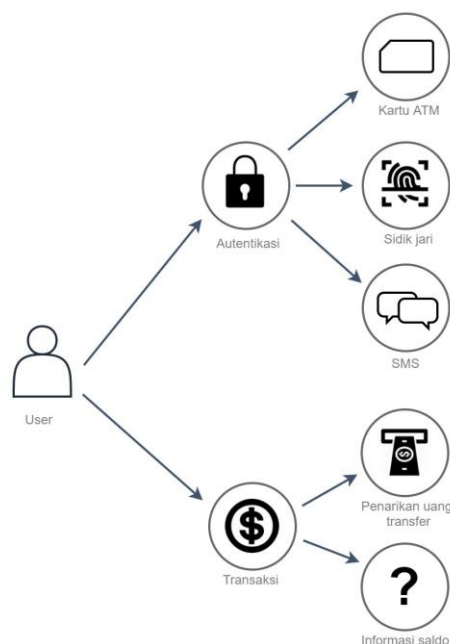 Kartu ATM
Autentikasi
Sidik jari
SMS
User
Penarikan uang
transfer
Transaksi
Informasi saldo